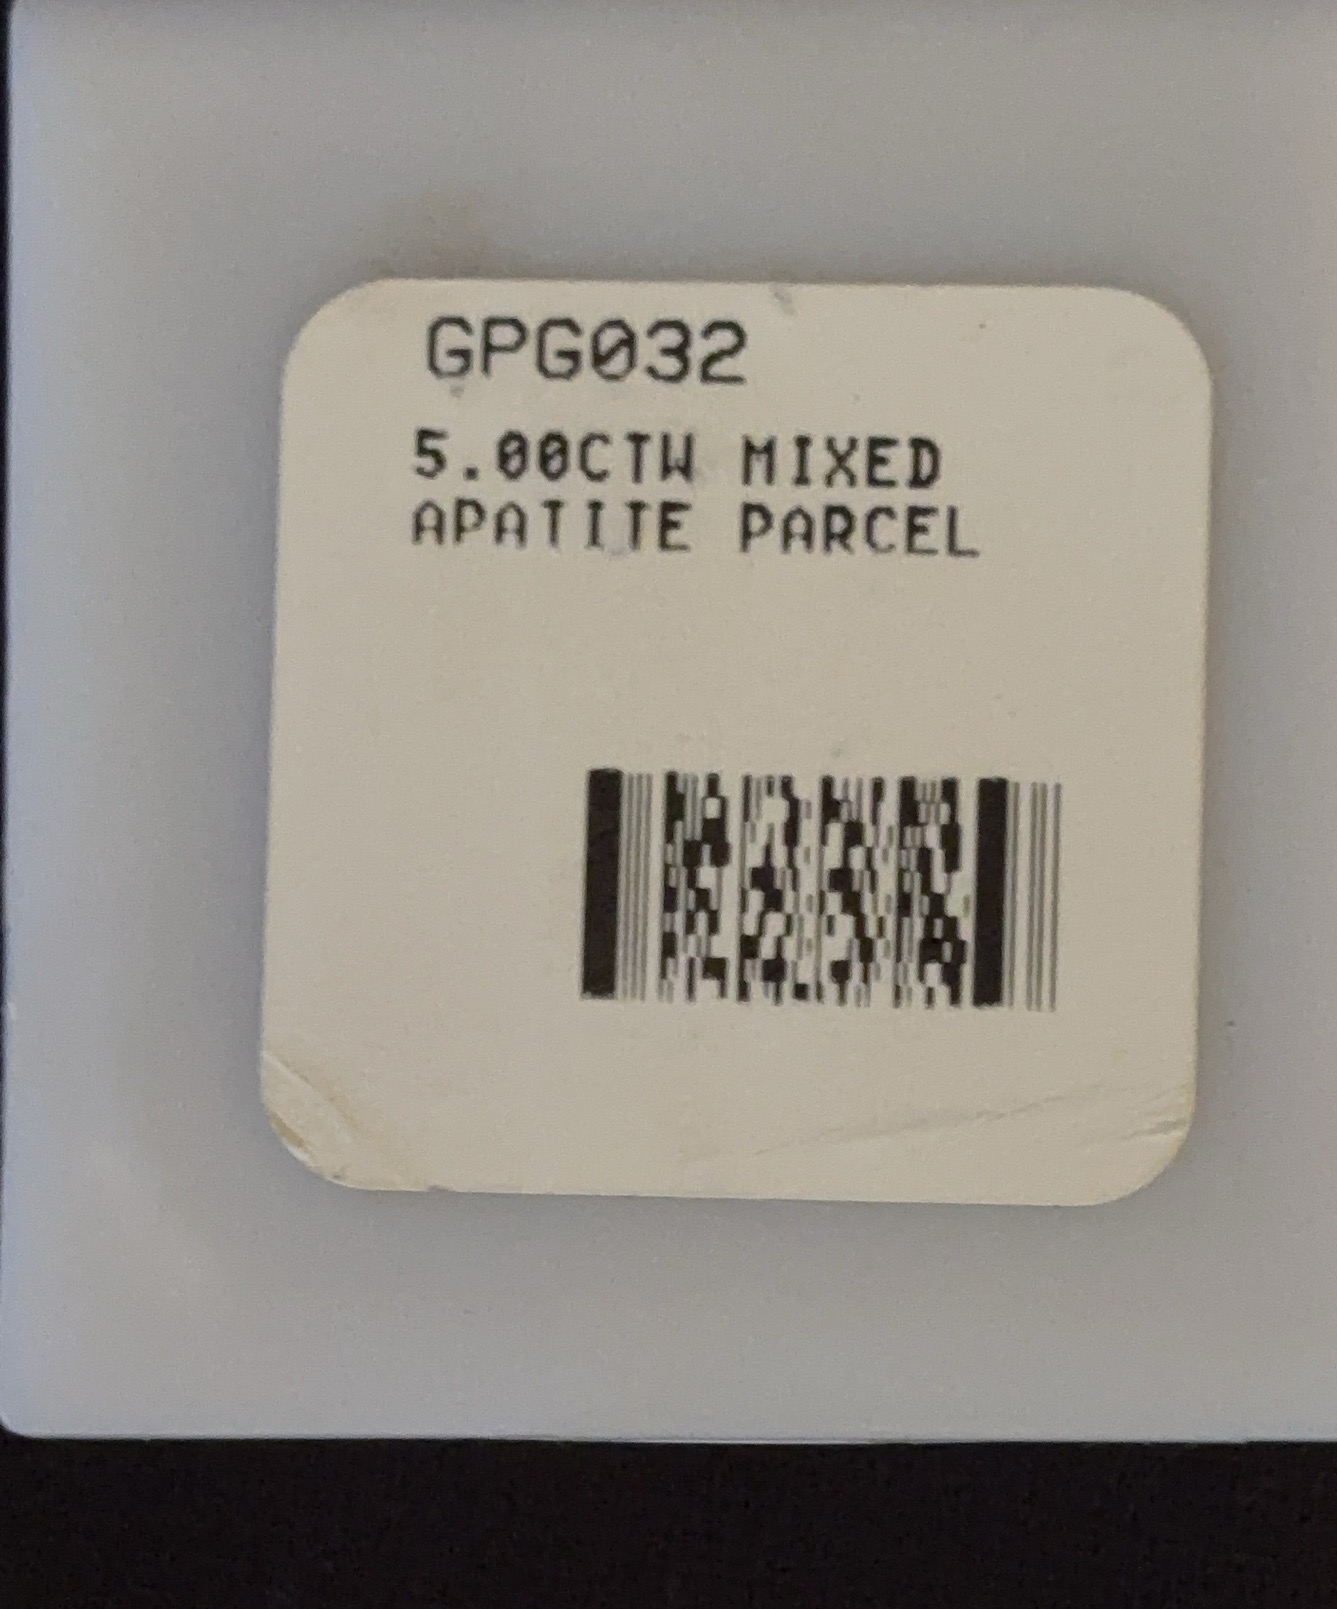 GPG032
5.00CTW MIXED
APATITE PARCEL